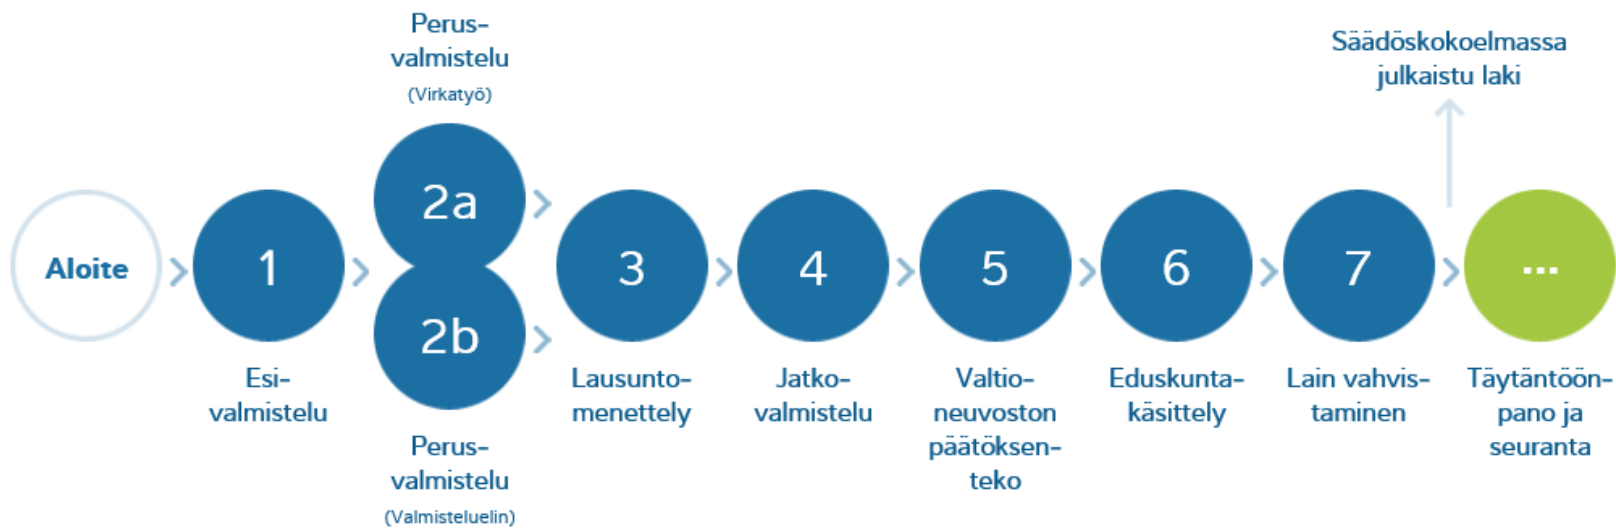 Aloite
1
Esi-
valmistelu
Perus-
valmistelu
(Virkatyö)
2a
2b
Perus-
valmistelu
(Valmisteluelin)
3
Lausunto-
menettely
4
Jatko-
valmistelu
5
Valtio-
neuvoston
päätöksen-
teko
6
Eduskunta-
käsittely
7
Lain vahvis-
taminen
Säädöskokoelmassa
julkaistu laki
...
Täytäntöön-
pano ja
seuranta